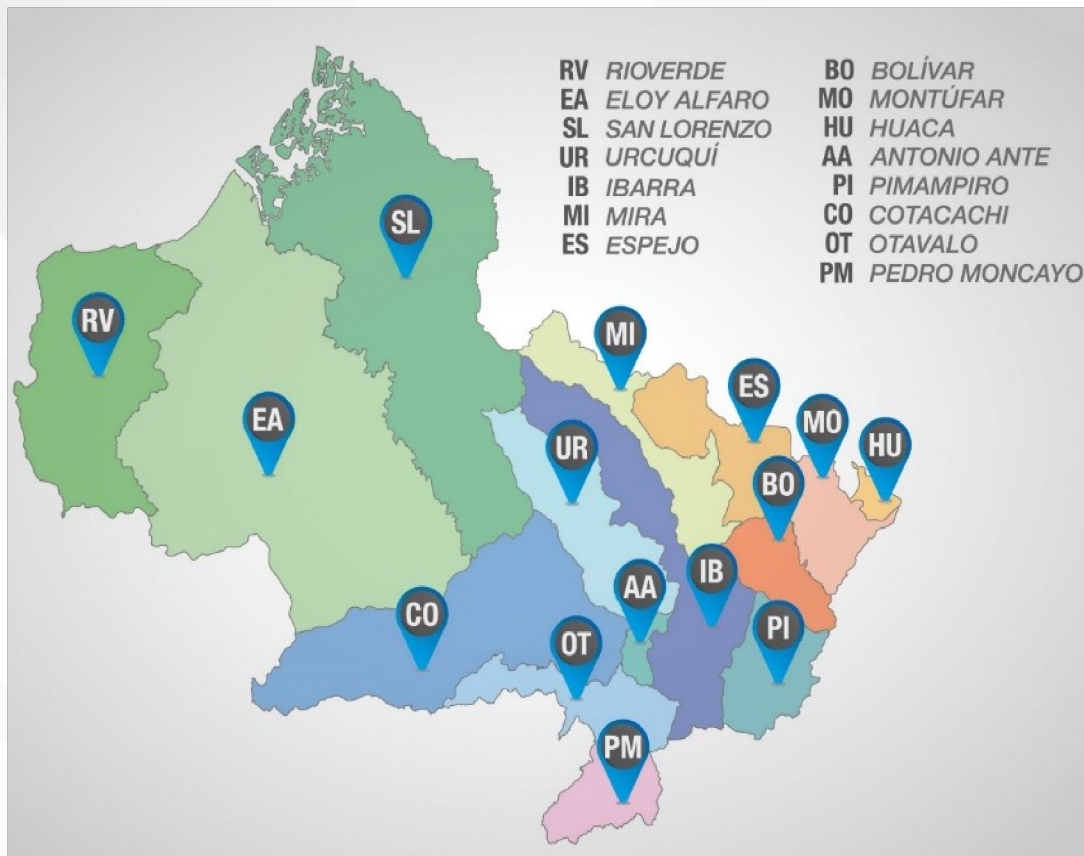 RV RIOVERDE
EA ELOY ALFARO
SL SAN LORENZO
UR URCUQUÍ
IB IBARRA
MI MIRA
ES ESPEJO
BO BOLÍVAR
MO MONTÚFAR
HU HUACA
AA ANTONIO ANTE
PI PIMAMPIRO
CO COTACACHI
OT OTAVALO
PM PEDRO MONCAYO
SL
RV
MI
ES
EA
MO
UR
HU
BO
IB
AA
CO
PI
OT
PM